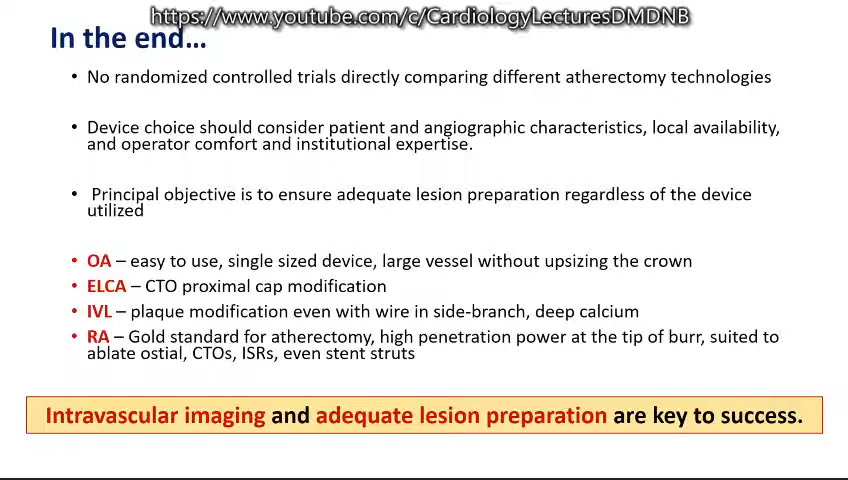 https://www.youtube.com/c/CardiologyLecturesDMDNB
In the end…
• No randomized controlled trials directly comparing different atherectomy technologies
• Device choice should consider patient and angiographic characteristics, local availability,
and operator comfort and institutional expertise.
• Principal objective is to ensure adequate lesion preparation regardless of the device
utilized
• OA – easy to use, single sized device, large vessel without upsizing the crown
• ELCA – CTO proximal cap modification
• IVL – plaque modification even with wire in side-branch, deep calcium
• RA – Gold standard for atherectomy, high penetration power at the tip of burr, suited to
ablate ostial, CTOs, ISRs, even stent struts
Intravascular imaging and adequate lesion preparation are key to success.